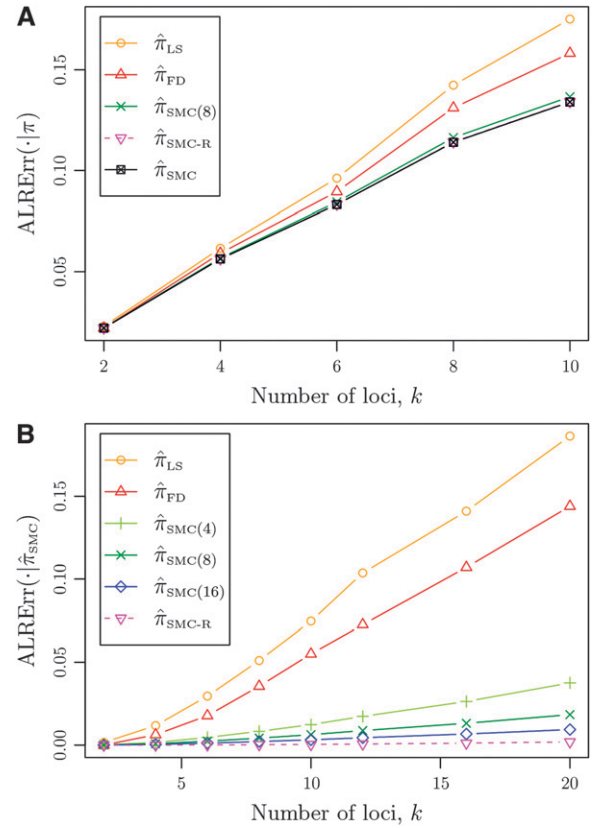 A
ALRErr(·|π)
π̂LS
π̂FD
π̂SMC(8)
π̂SMC-R
π̂SMC
0.15
0.10
0.05
2 4 6 8 10
Number of loci, k
B
ALRErr(·|π̂SMC)
π̂LS
π̂FD
π̂SMC(4)
π̂SMC(8)
π̂SMC(16)
π̂SMC-R
0.15
0.10
0.05
0.00
5 10 15 20
Number of loci, k